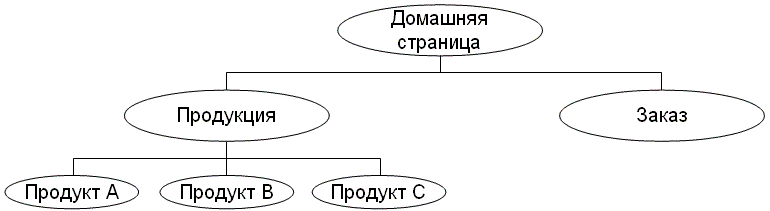 Домашняя
страница
Продукция
Заказ
Продукт A
Продукт B
Продукт C